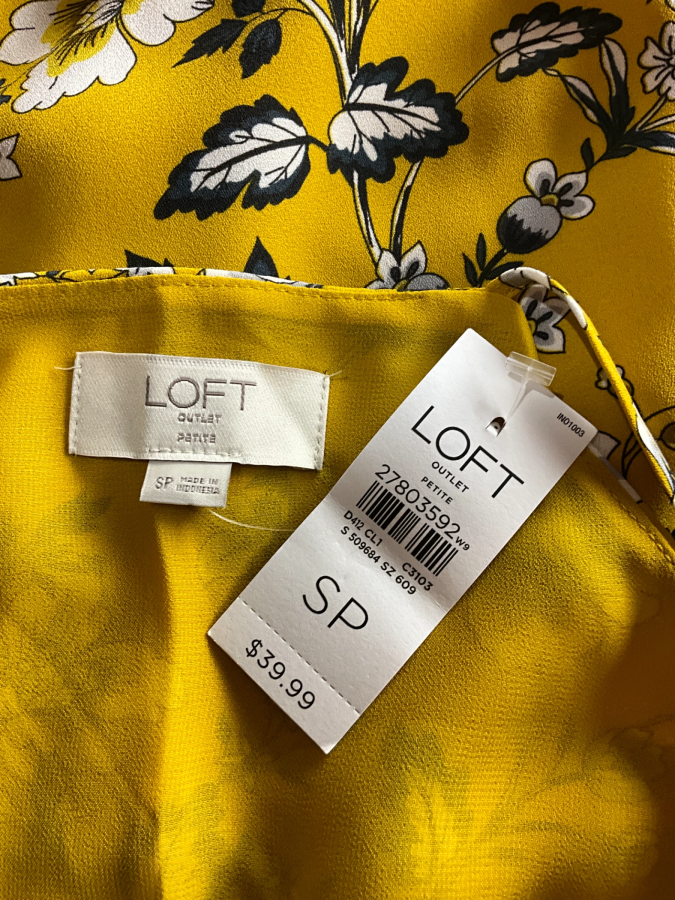 LOFT
OUTLET
PETITE
SP MADE IN
INDONESIA
INO1003
LOFT
OUTLET
PETITE
27803592 W9
D412 CL1 C3103
S 509684 SZ 609
SP
$39.99